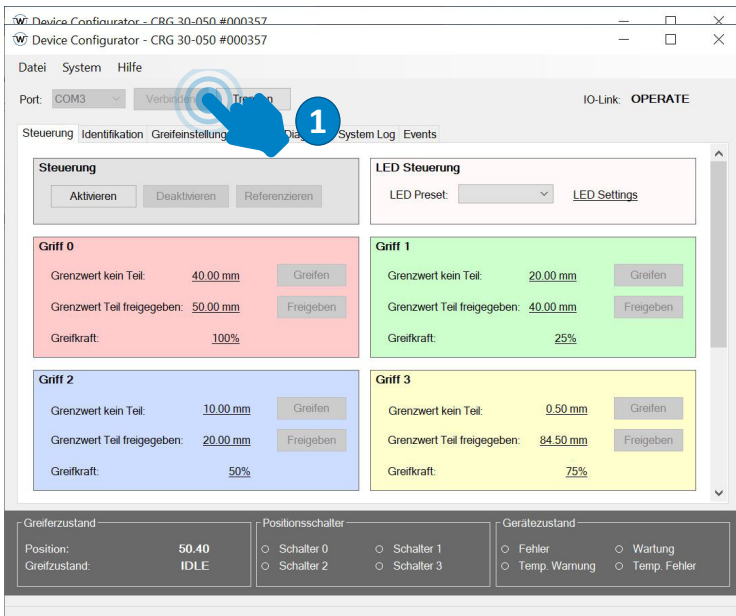 Device Configurator - CRG 30-050 #000357
Device Configurator - CRG 30-050 #000357
Datei System Hilfe
Port: COM3 Verbinden IO-Link: OPERATE
1
Steuerung Identifikation System Log Events
Steuerung
Aktivieren Deaktivieren Referenzieren
LED Steuerung
LED Preset: LED Settings
Griff 0
Grenzwert kein Teil: 40.00 mm Greifen
Grenzwert Teil freigegeben: 50.00 mm Freigeben
Greifkraft: 100%
Griff 1
Grenzwert kein Teil: 20.00 mm Greifen
Grenzwert Teil freigegeben: 40.00 mm Freigeben
Greifkraft: 25%
Griff 2
Grenzwert kein Teil: 10.00 mm Greifen
Grenzwert Teil freigegeben: 20.00 mm Freigeben
Greifkraft: 50%
Griff 3
Grenzwert kein Teil: 0.50 mm Greifen
Grenzwert Teil freigegeben: 84.50 mm Freigeben
Greifkraft: 75%
Greiferzustand
Position: 50.40
Greifzustand: IDLE
Positionsschalter
Schalter 0 Schalter 1
Schalter 2 Schalter 3
Gerätezustand
Fehler Wartung
Temp. Warnung Temp. Fehler